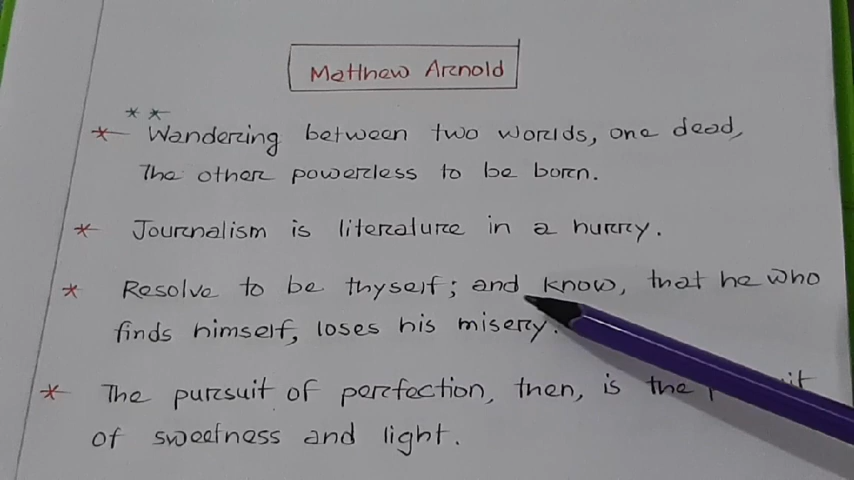 Matthew Arnold
* *
* Wandering between two worlds, one dead,
The other powerless to be born.
* Journalism is literature in a hurry.
* Resolve to be thyself; and know, that he who
finds himself, loses his misery.
* The pursuit of perfection, then, is the
of sweetness and light.